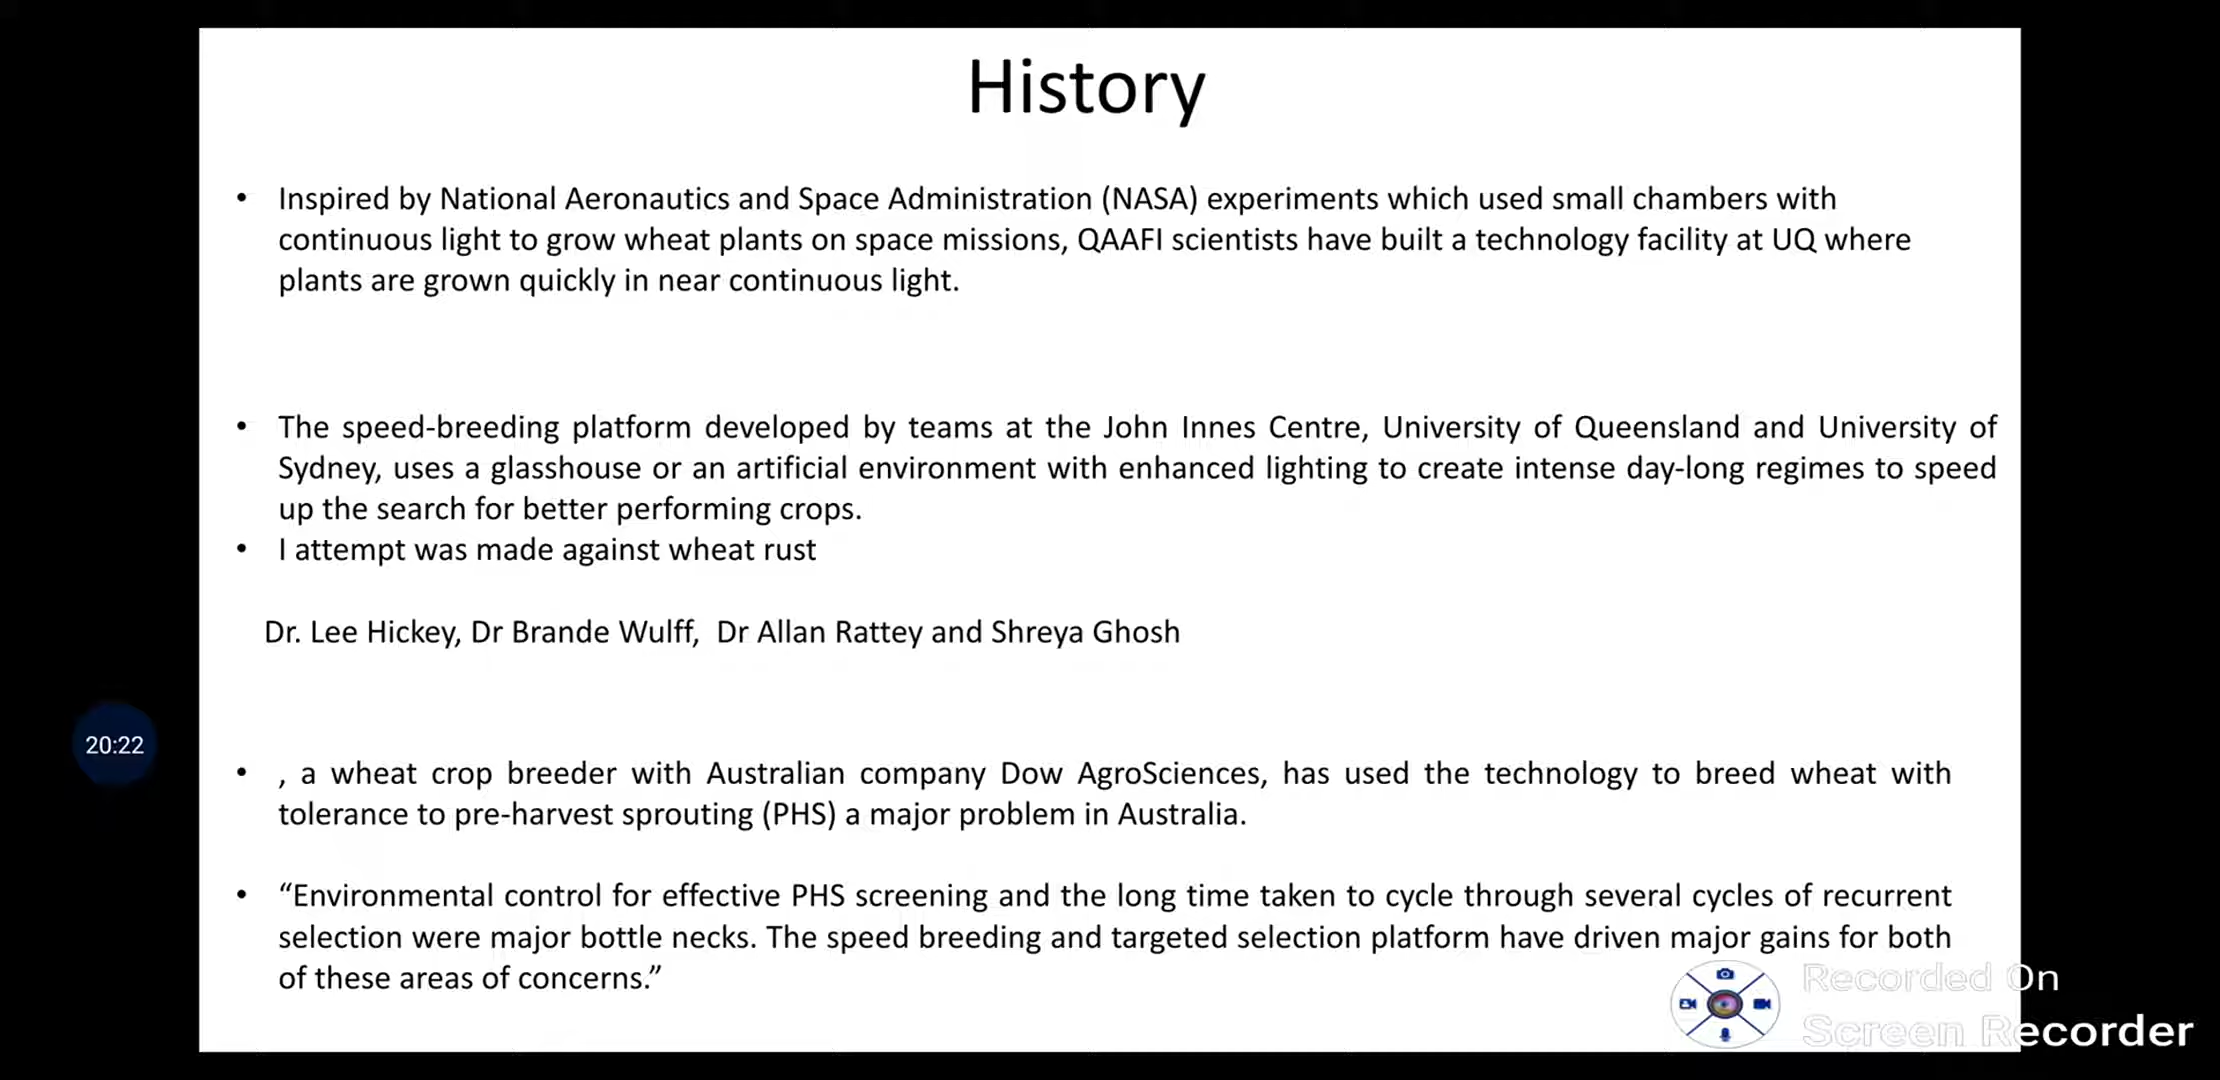 History
• Inspired by National Aeronautics and Space Administration (NASA) experiments which used small chambers with
continuous light to grow wheat plants on space missions, QAAFI scientists have built a technology facility at UQ where
plants are grown quickly in near continuous light.
• The speed-breeding platform developed by teams at the John Innes Centre, University of Queensland and University of
Sydney, uses a glasshouse or an artificial environment with enhanced lighting to create intense day-long regimes to speed
up the search for better performing crops.
• I attempt was made against wheat rust
Dr. Lee Hickey, Dr Brande Wulff,  Dr Allan Rattey and Shreya Ghosh
20:22
• , a wheat crop breeder with Australian company Dow AgroSciences, has used the technology to breed wheat with
tolerance to pre-harvest sprouting (PHS) a major problem in Australia.
• “Environmental control for effective PHS screening and the long time taken to cycle through several cycles of recurrent
selection were major bottle necks. The speed breeding and targeted selection platform have driven major gains for both
of these areas of concerns.”
Recorded On
Screen Recorder